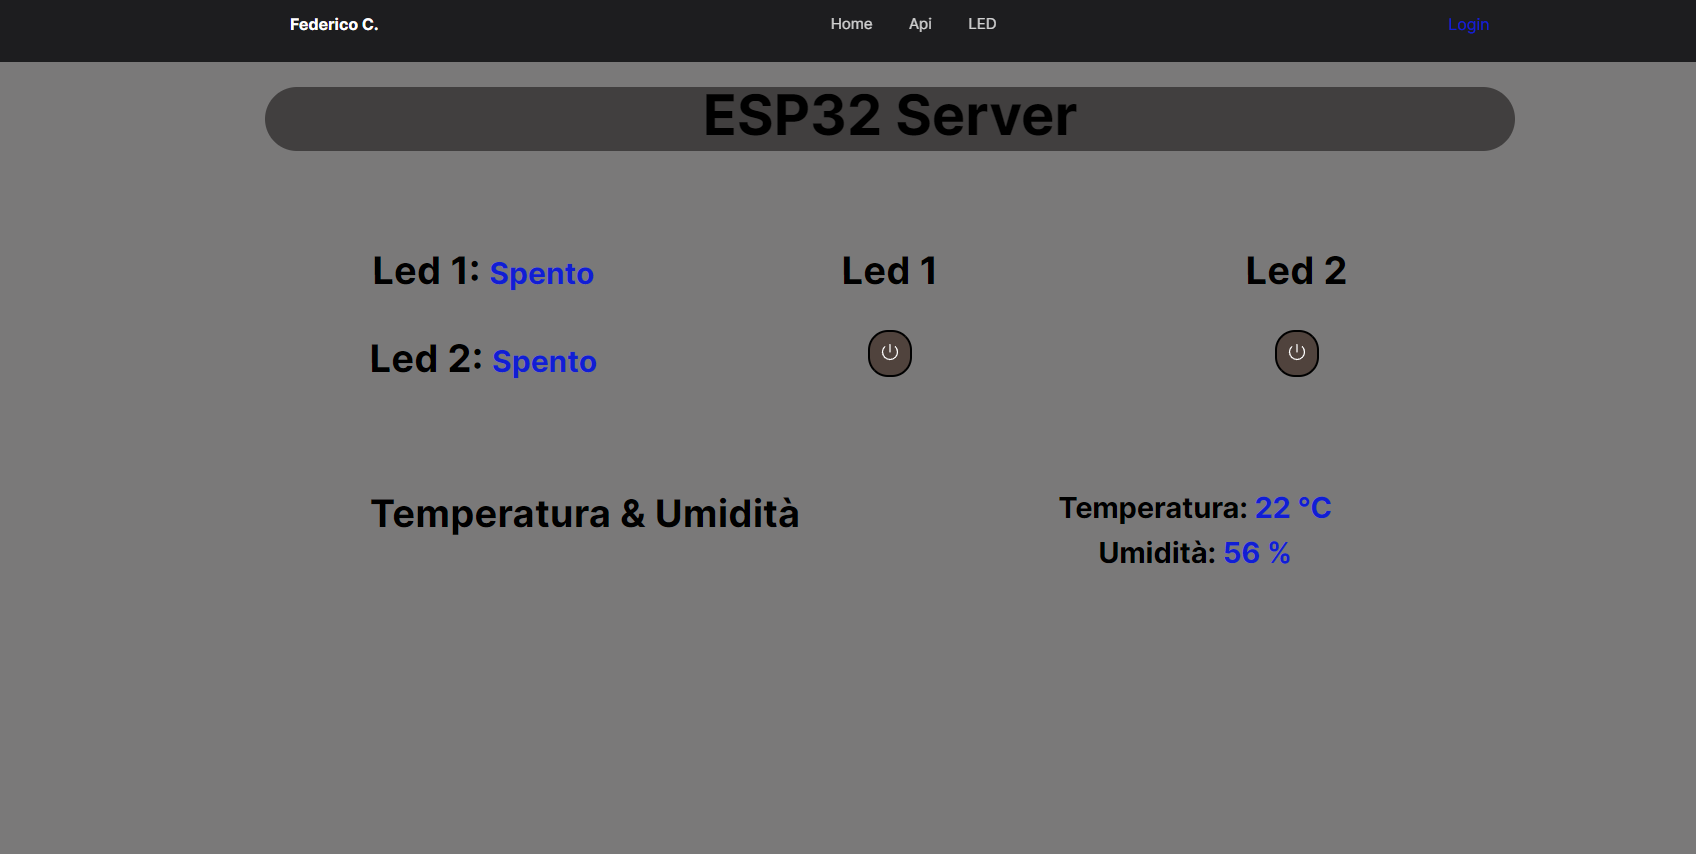 Federico C. Home Api LED Login
ESP32 Server
Led 1: Spento
Led 2: Spento
Led 1
Led 2
Temperatura & Umidità
Temperatura: 22 °C
Umidità: 56 %